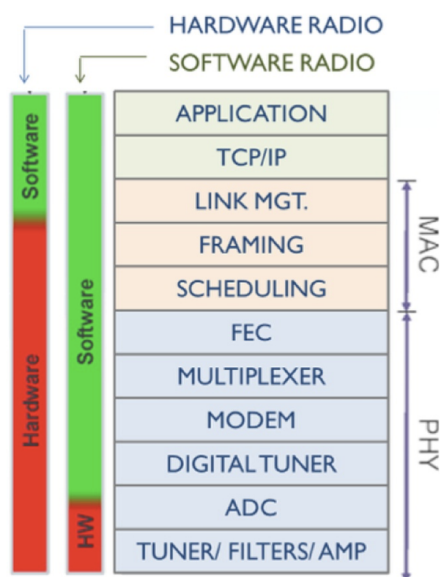 HARDWARE RADIO
SOFTWARE RADIO
Software
Hardware
Software
HW
APPLICATION
TCP/IP
LINK MGT.
FRAMING
SCHEDULING
FEC
MULTIPLEXER
MODEM
DIGITAL TUNER
ADC
TUNER/ FILTERS/ AMP
MAC
PHY